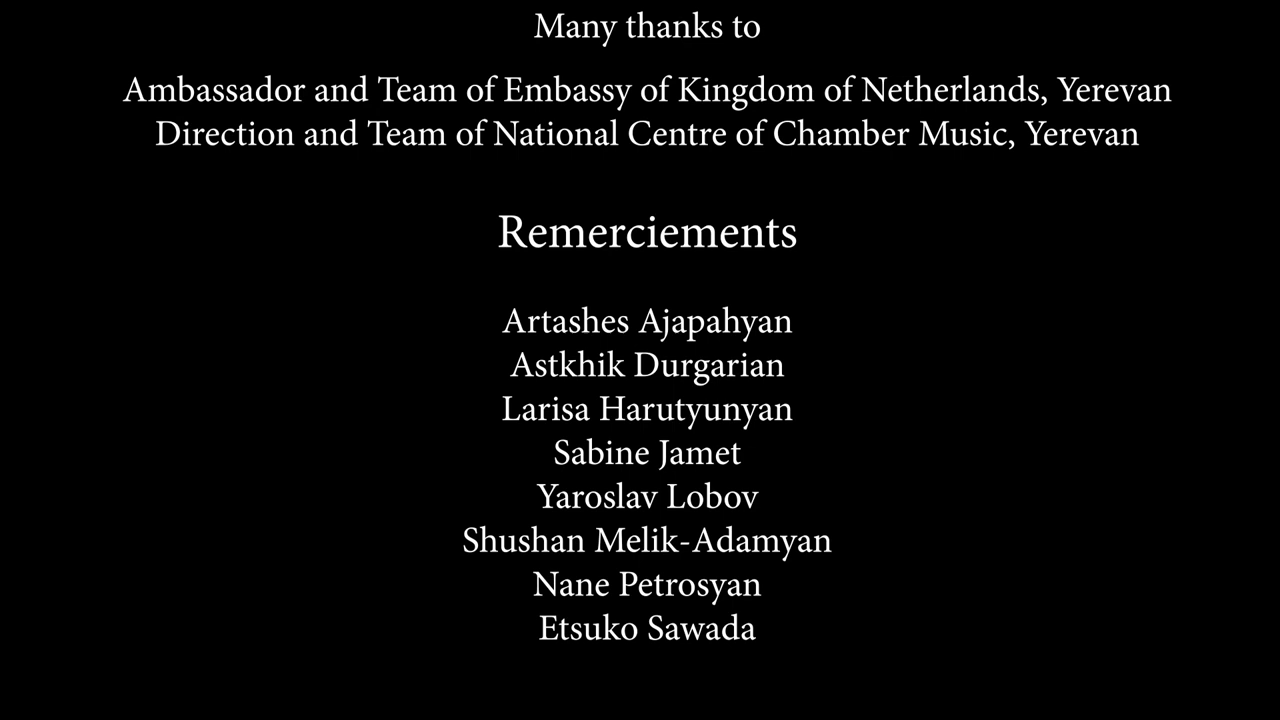 Many thanks to
Ambassador and Team of Embassy of Kingdom of Netherlands, Yerevan
Direction and Team of National Centre of Chamber Music, Yerevan
Remerciements
Artashes Ajapahyan
Astkhik Durgarian
Larisa Harutyunyan
Sabine Jamet
Yaroslav Lobov
Shushan Melik-Adamyan
Nane Petrosyan
Etsuko Sawada